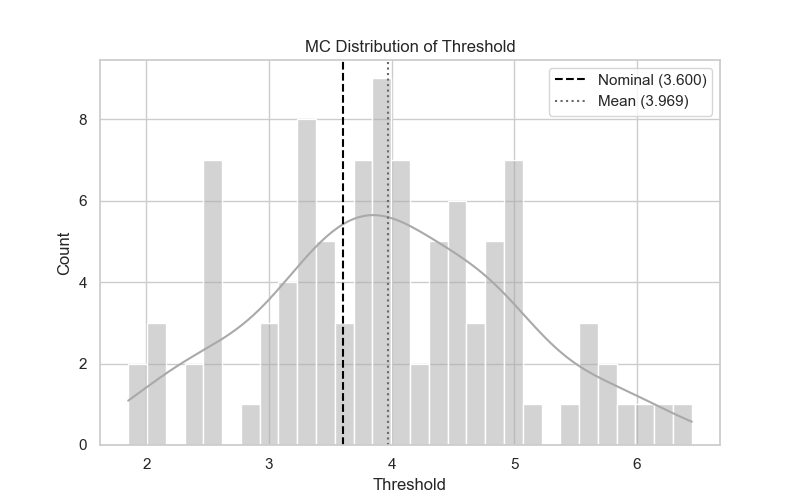 MC Distribution of Threshold
Nominal (3.600)
Mean (3.969)
Count
8
6
4
2
0
2 3 4 5 6
Threshold